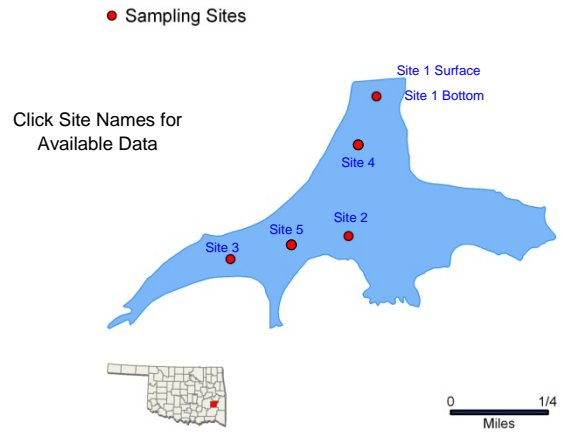 Sampling Sites
Site 1 Surface
Site 1 Bottom
Click Site Names for
Available Data
Site 4
Site 2
Site 5
Site 3
0 1/4
Miles